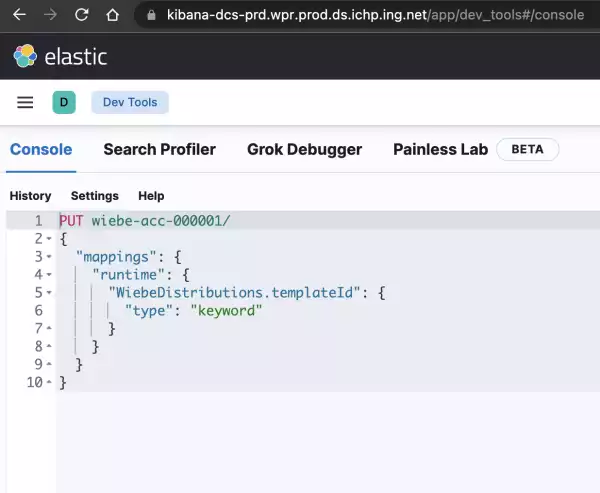 kibana-dcs-prd.wpr.prod.ds.ichp.ing.net/app/dev_tools#/console
elastic
D Dev Tools
Console Search Profiler Grok Debugger Painless Lab BETA
History Settings Help
1 PUT wiebe-acc-000001/
2 {
3 "mappings": {
4 "runtime": {
5 "WiebeDistributions.templateId": {
6 "type": "keyword"
7 }
8 }
9 }
10 }